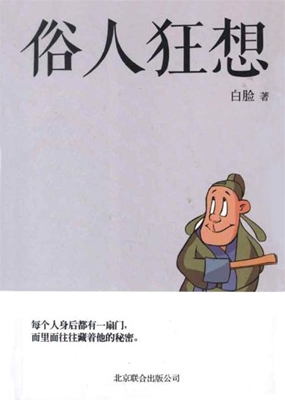 俗人狂想
白脸 著
每个人身后都有一扇门，
而里面往往藏着他的秘密。
北京联合出版公司